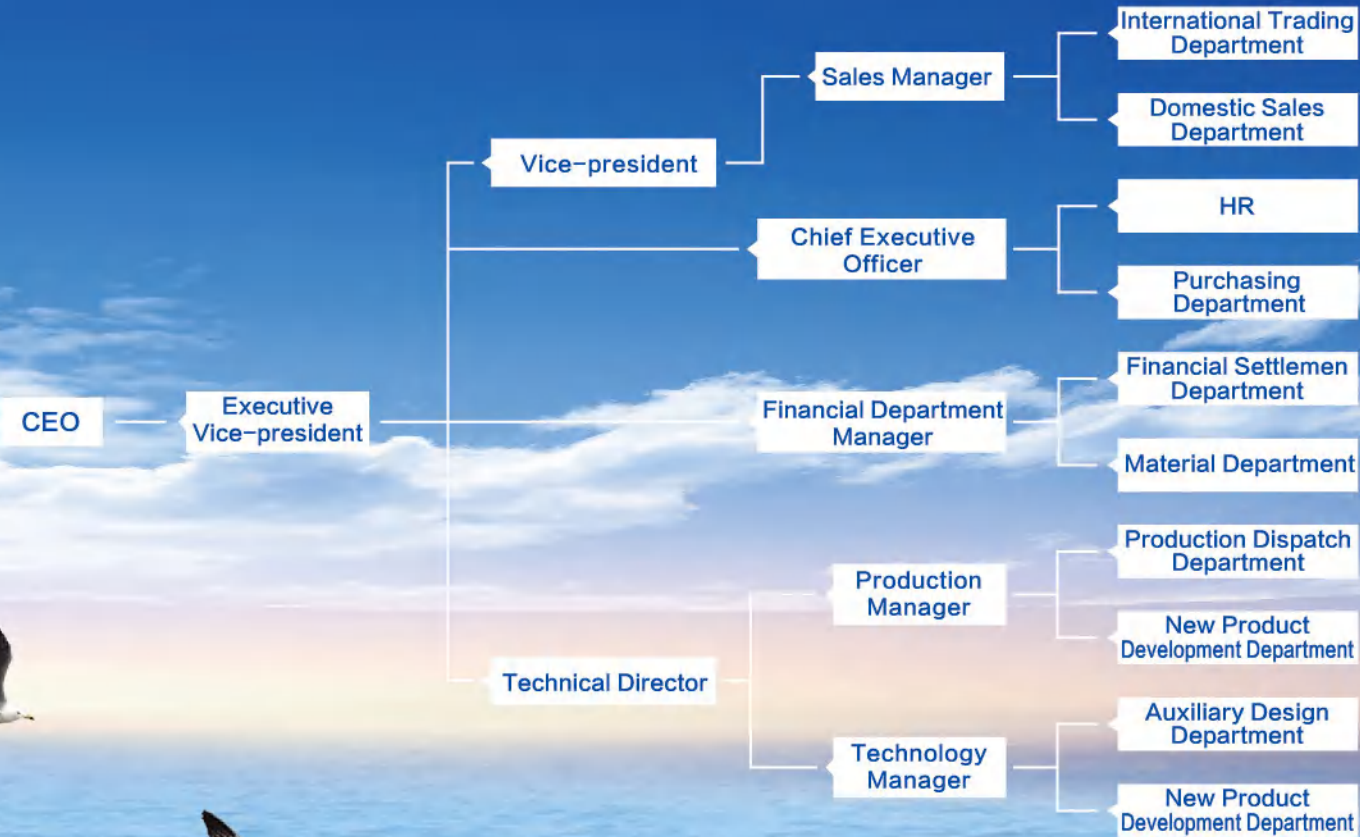 CEO
Executive
Vice-president
Vice-president
Sales Manager
International Trading
Department
Domestic Sales
Department
Chief Executive
Officer
HR
Purchasing
Department
Financial Department
Manager
Financial Settlemen
Department
Material Department
Technical Director
Production
Manager
Production Dispatch
Department
New Product
Development Department
Technology
Manager
Auxiliary Design
Department
New Product
Development Department